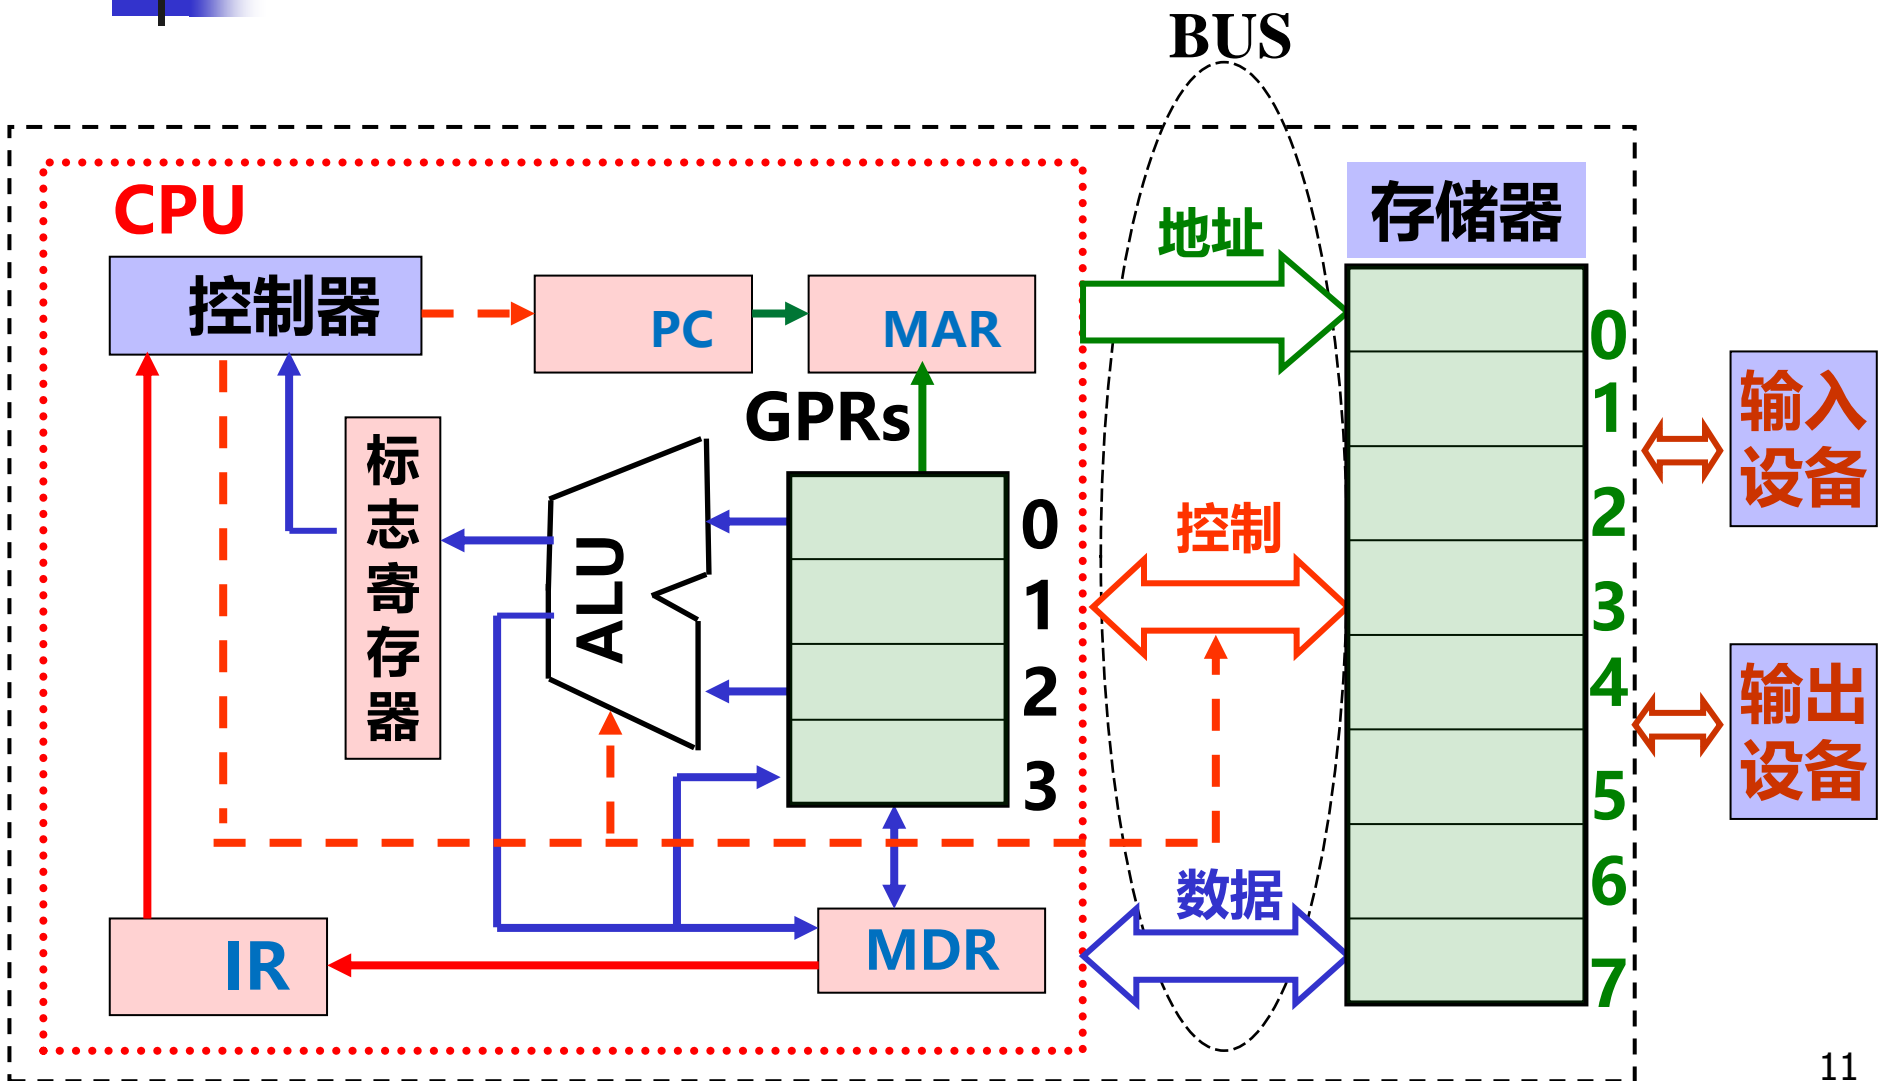 BUS
CPU
地址
存储器
控制器
PC
MAR
0
1
2
3
4
5
6
7
GPRs
标
志
寄
存
器
ALU
0
1
2
3
控制
输入
设备
输出
设备
数据
IR
MDR
11